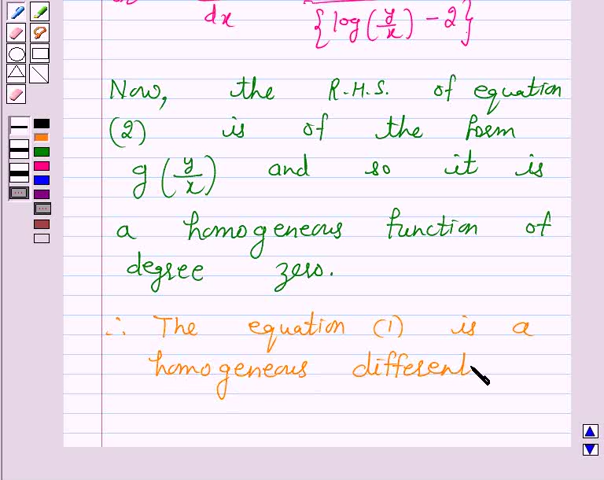 dx {log(y/x) - 2}
Now, the R.H.S. of equation
(2) is of the form
g(y/x) and so it is
a homogeneous function of
degree zero.
∴ The equation (1) is a
homogeneous different